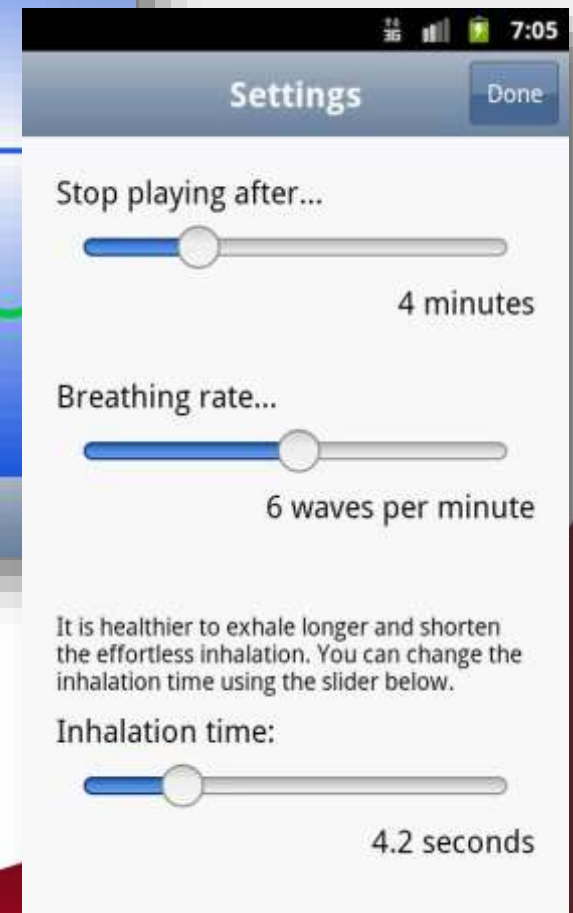 3G 7:05
Settings Done
Stop playing after...
4 minutes
Breathing rate...
6 waves per minute
It is healthier to exhale longer and shorten
the effortless inhalation. You can change the
inhalation time using the slider below.
Inhalation time:
4.2 seconds